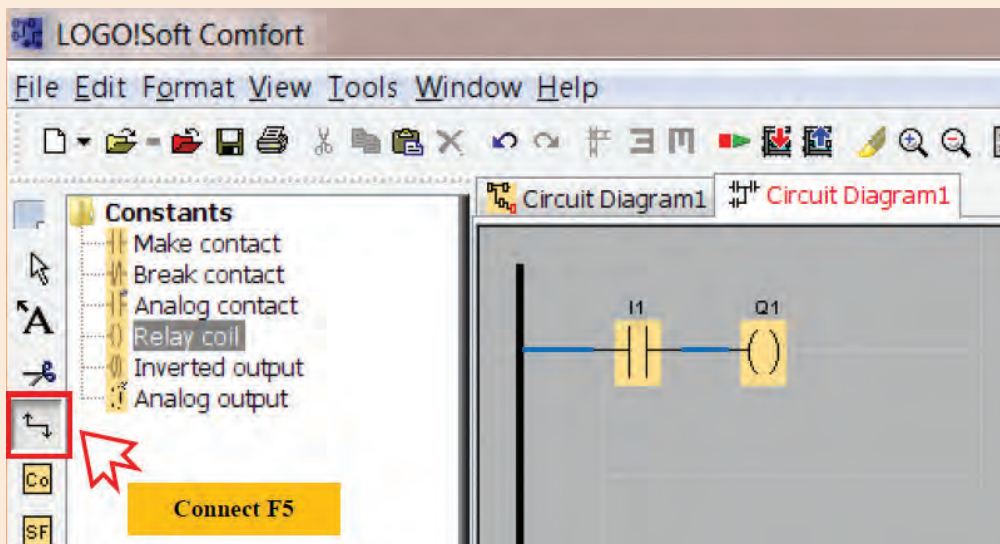 LOGO!Soft Comfort
File Edit Format View Tools Window Help
Circuit Diagram1 Circuit Diagram1
Constants
Make contact
Break contact
Analog contact
Relay coil
Inverted output
Analog output
A
Co
SF
Connect F5
I1 Q1